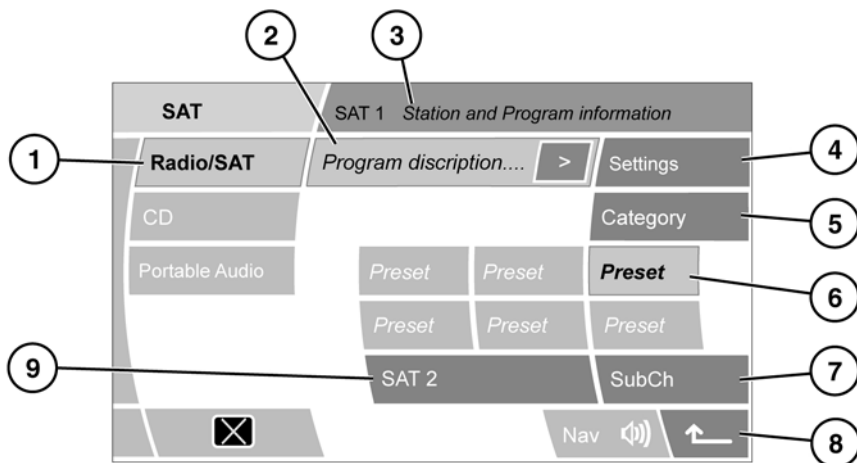 2 3
SAT SAT 1 Station and Program information
1 Radio/SAT Program discription.... > Settings 4
CD Category 5
Portable Audio Preset Preset Preset 6
Preset Preset Preset
9 SAT 2 SubCh 7
Nav 8